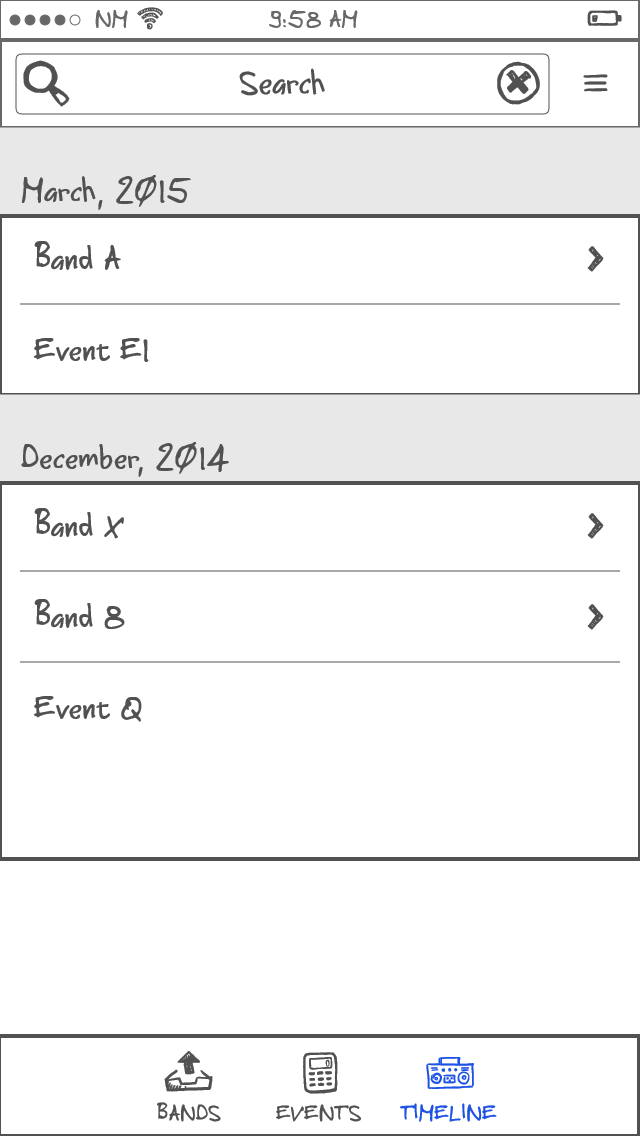 NM 9:58 AM
Search
March, 2015
Band A
Event E1
December, 2014
Band X
Band 8
Event Q
BANDS EVENTS TIMELINE